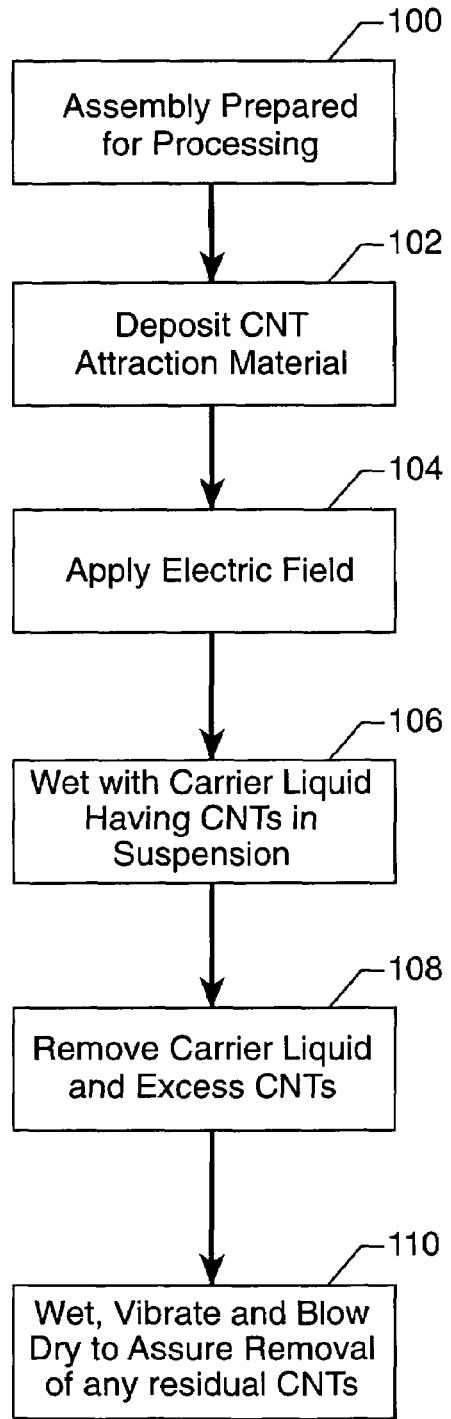 100
Assembly Prepared
for Processing
102
Deposit CNT
Attraction Material
104
Apply Electric Field
106
Wet with Carrier Liquid
Having CNTs in
Suspension
108
Remove Carrier Liquid
and Excess CNTs
110
Wet, Vibrate and Blow
Dry to Assure Removal
of any residual CNTs